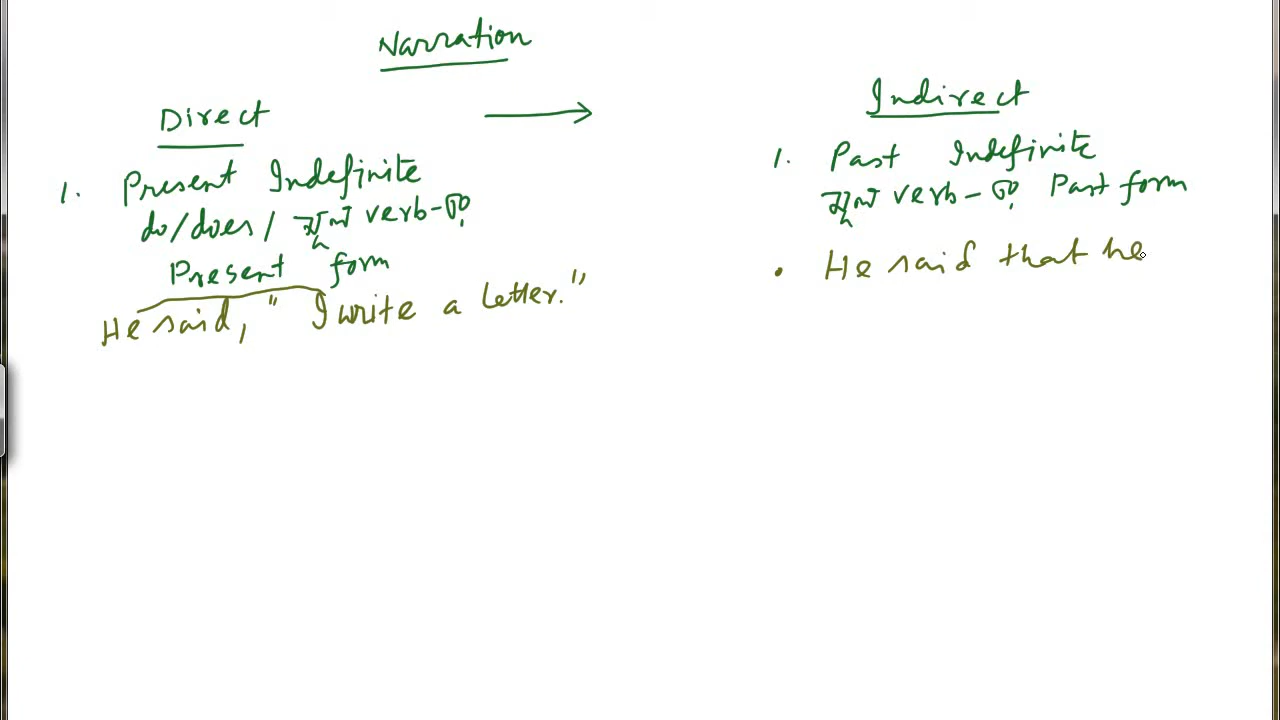 Narration
Direct
1. Present Indefinite
do/does/ মূল verb-এর
Present form
He said, " I write a letter."
Indirect
1. Past Indefinite
মূল verb-এর Past form
• He said that he